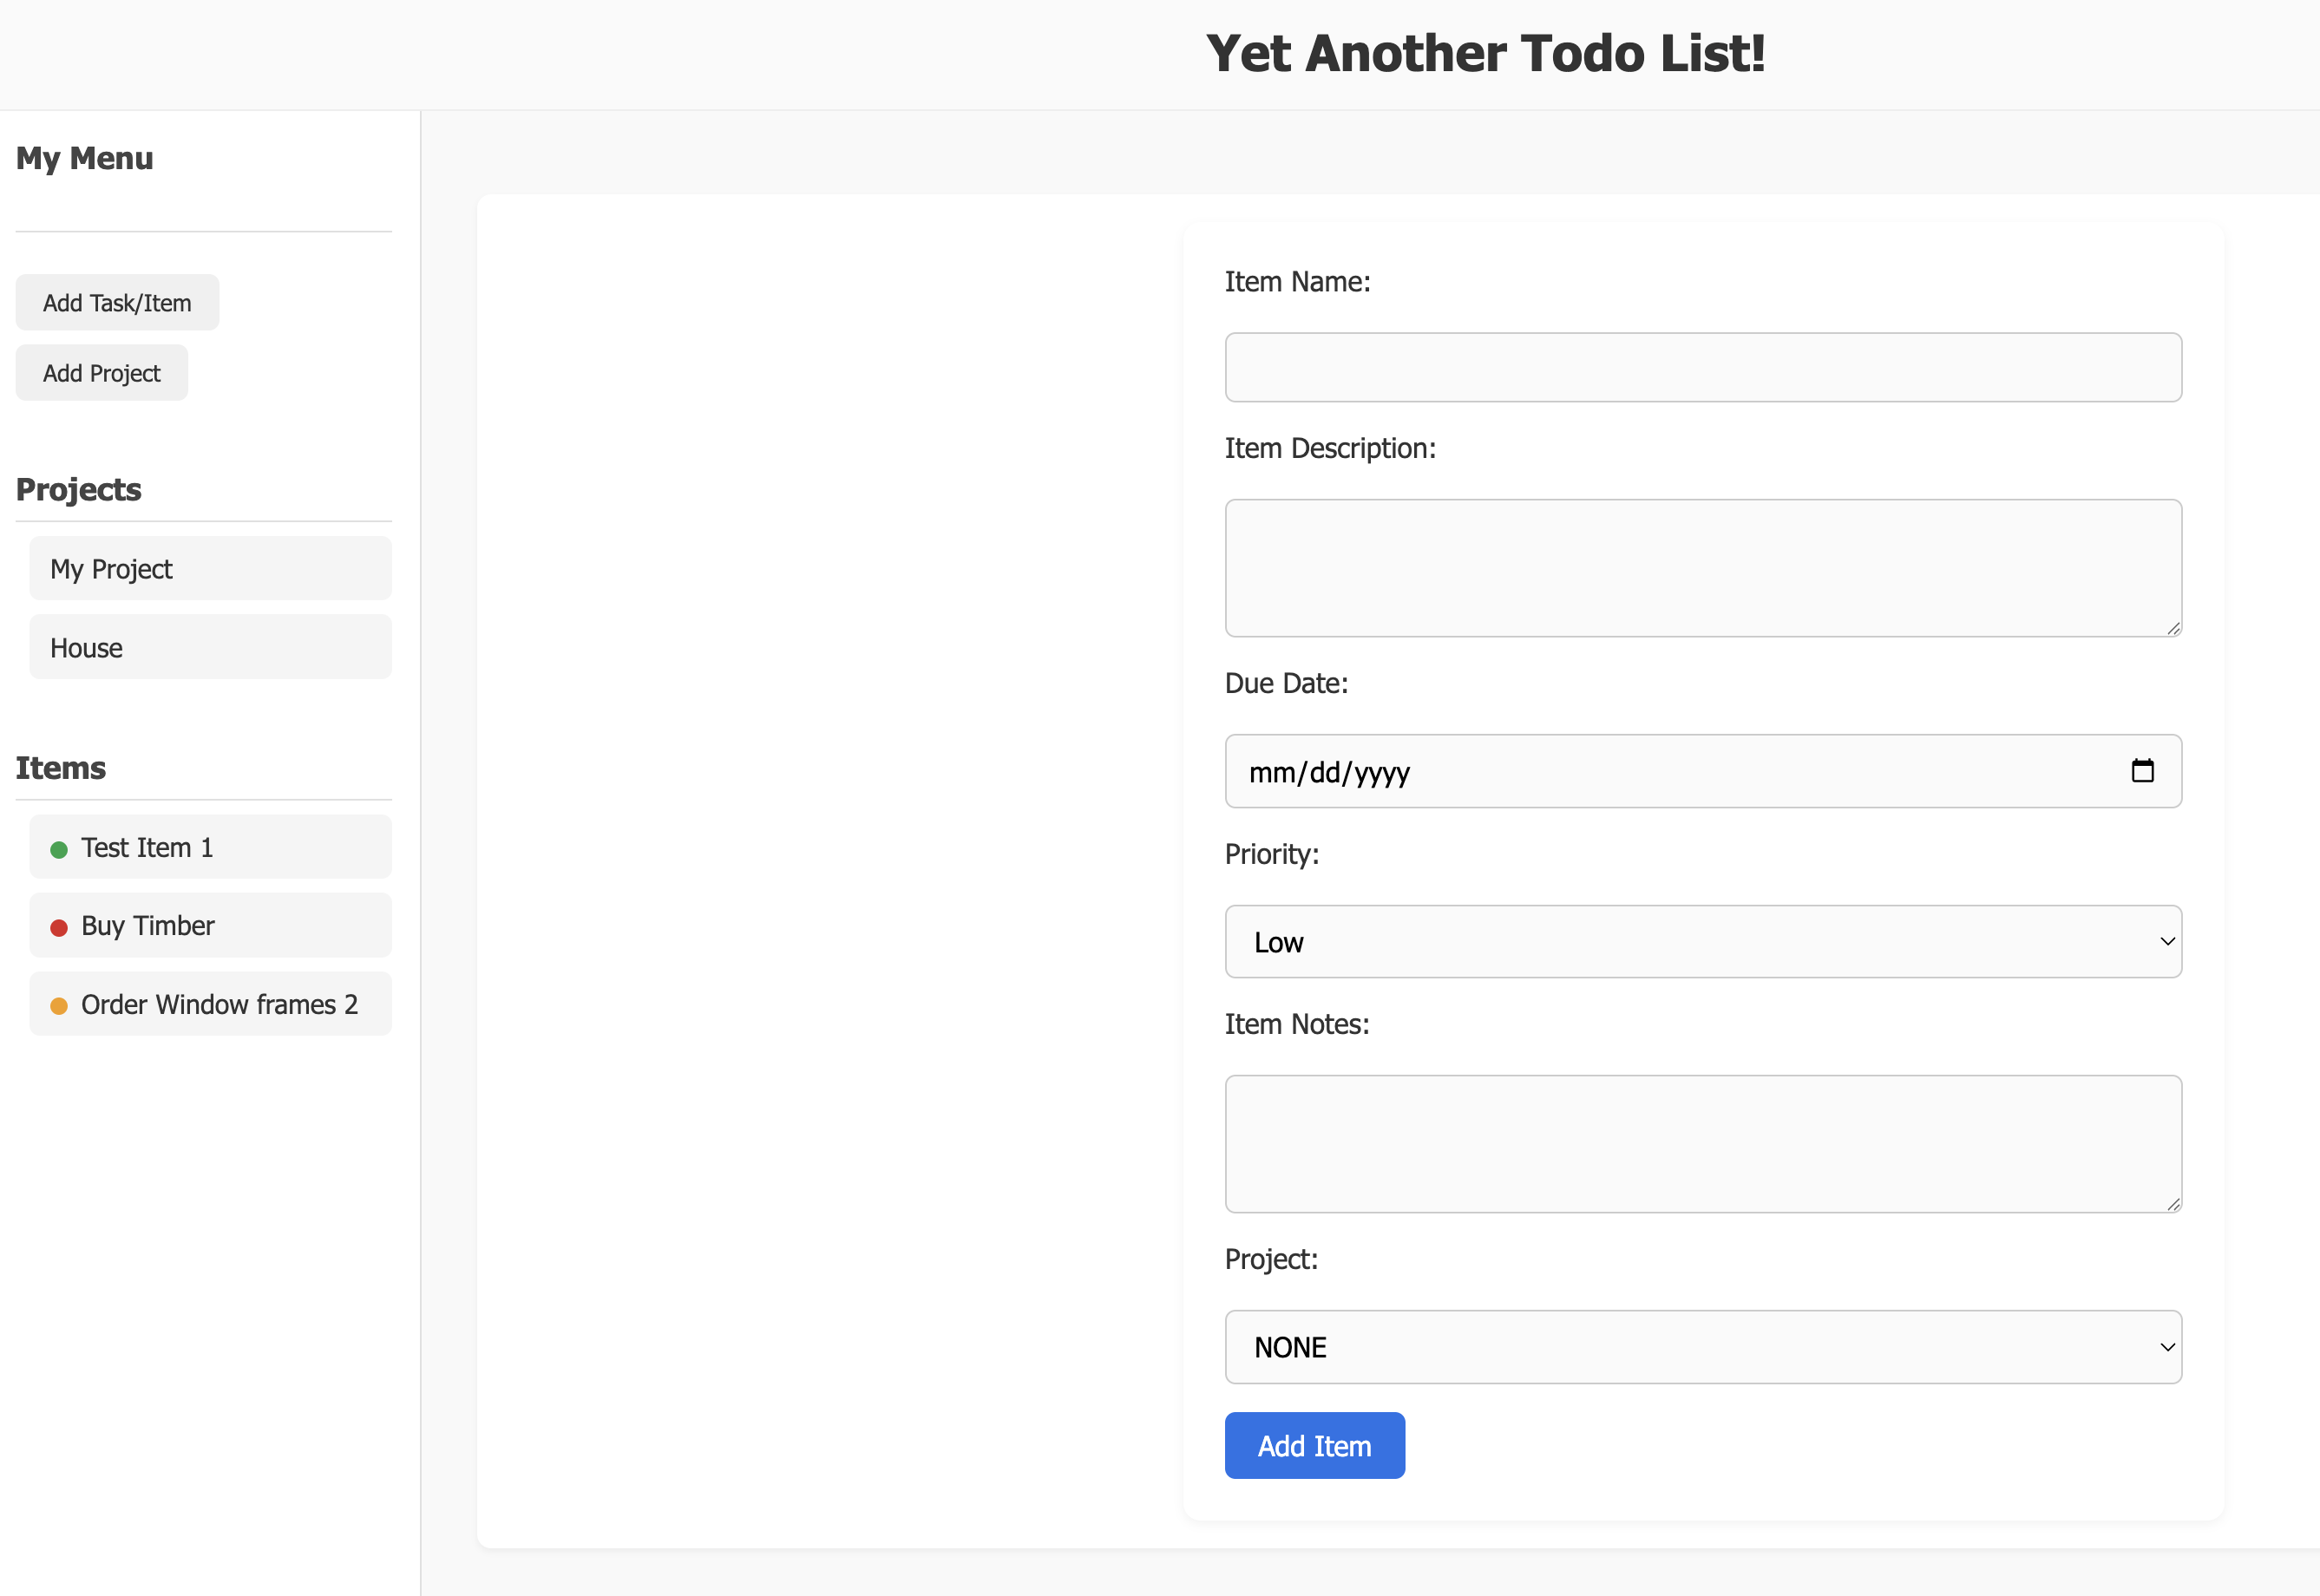 Yet Another Todo List!
My Menu
Add Task/Item
Add Project
Projects
My Project
House
Items
Test Item 1
Buy Timber
Order Window frames 2
Item Name:
Item Description:
Due Date:
mm/dd/yyyy
Priority:
Low
Item Notes:
Project:
NONE
Add Item